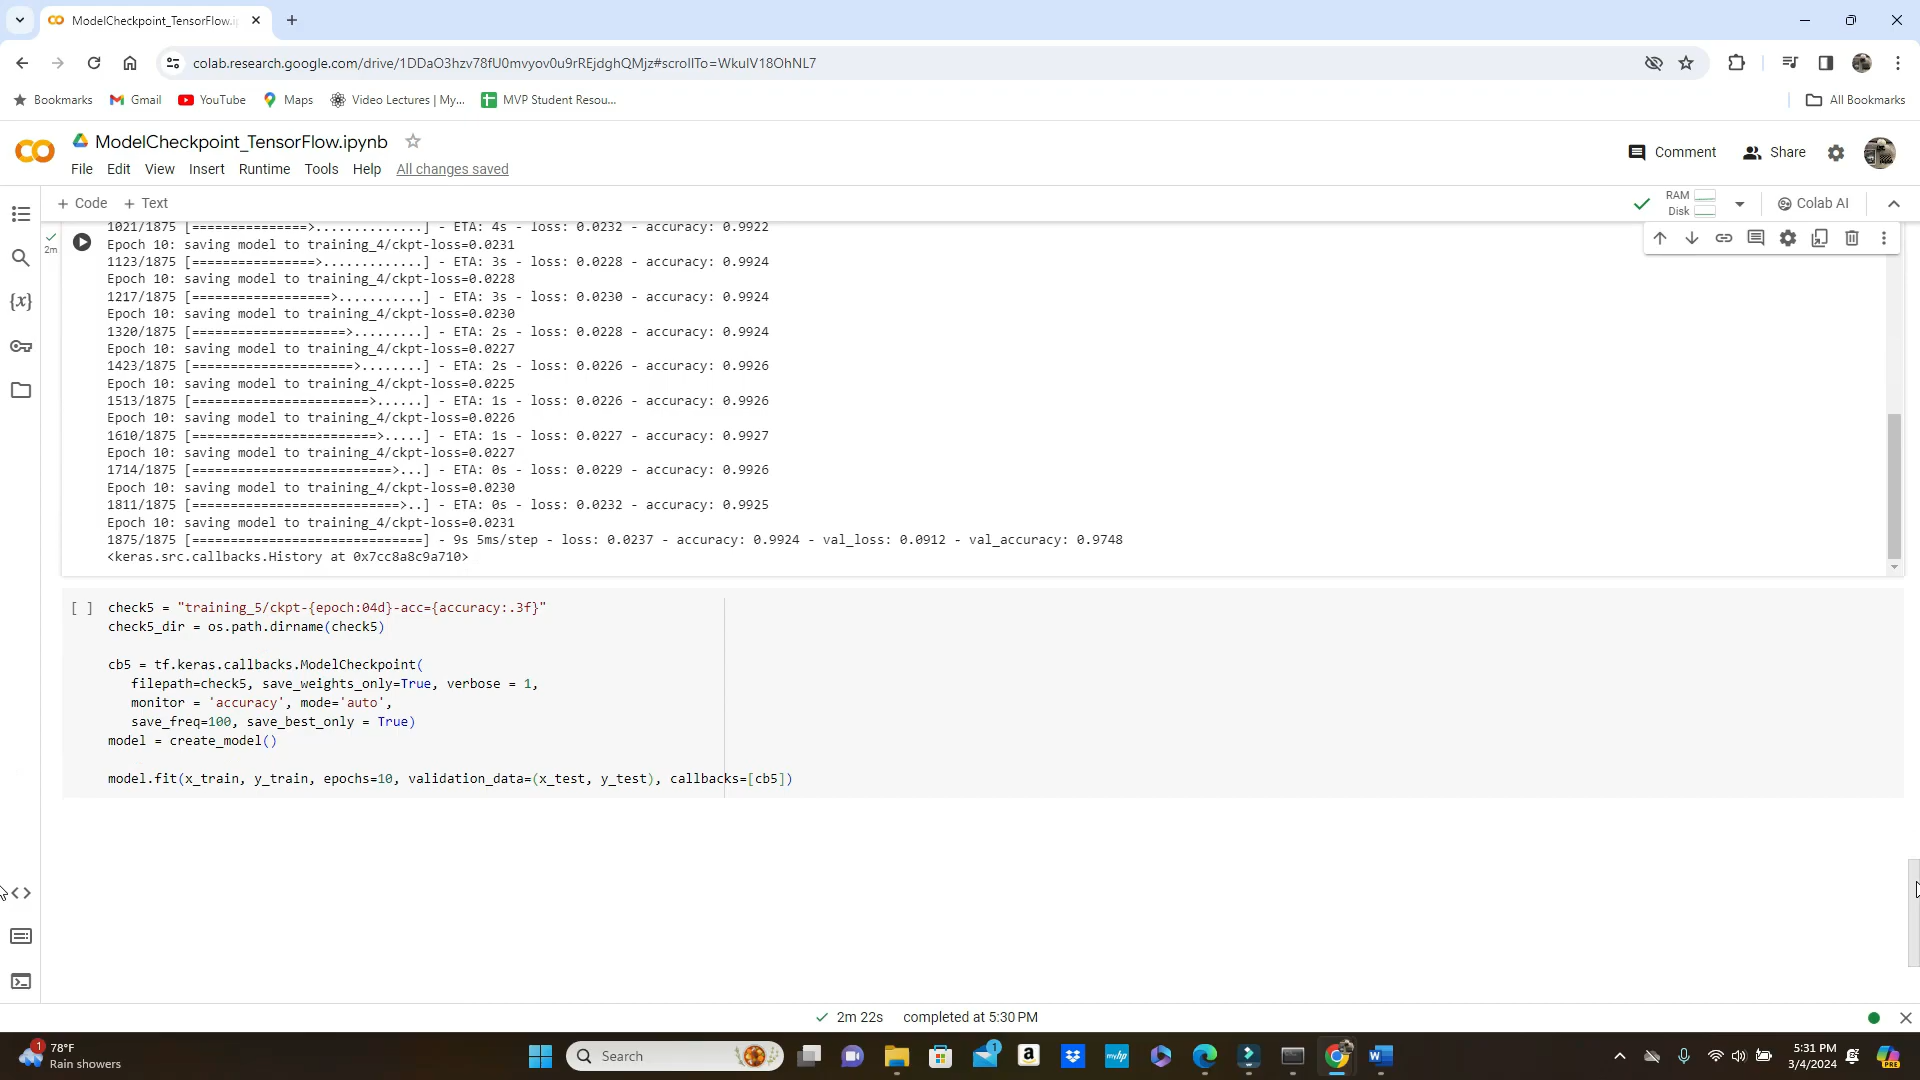 ModelCheckpoint_TensorFlow.i
colab.research.google.com/drive/1DDaO3hzv78fU0mvyov0u9rREjdghQMjz#scrollTo=WkuIV18OhNL7
Bookmarks Gmail YouTube Maps Video Lectures | My... MVP Student Resou... All Bookmarks
CO ModelCheckpoint_TensorFlow.ipynb Comment Share
File Edit View Insert Runtime Tools Help All changes saved
+ Code + Text RAM Disk Colab AI
1021/1875 [===============>..............] - ETA: 4s - loss: 0.0232 - accuracy: 0.9922
2m
Epoch 10: saving model to training_4/ckpt-loss=0.0231
1123/1875 [================>.............] - ETA: 3s - loss: 0.0228 - accuracy: 0.9924
Epoch 10: saving model to training_4/ckpt-loss=0.0228
1217/1875 [==================>...........] - ETA: 3s - loss: 0.0230 - accuracy: 0.9924
Epoch 10: saving model to training_4/ckpt-loss=0.0230
1320/1875 [====================>.........] - ETA: 2s - loss: 0.0228 - accuracy: 0.9924
Epoch 10: saving model to training_4/ckpt-loss=0.0227
1423/1875 [=====================>........] - ETA: 2s - loss: 0.0226 - accuracy: 0.9926
Epoch 10: saving model to training_4/ckpt-loss=0.0225
1513/1875 [=======================>......] - ETA: 1s - loss: 0.0226 - accuracy: 0.9926
Epoch 10: saving model to training_4/ckpt-loss=0.0226
1610/1875 [========================>.....] - ETA: 1s - loss: 0.0227 - accuracy: 0.9927
Epoch 10: saving model to training_4/ckpt-loss=0.0227
1714/1875 [==========================>...] - ETA: 0s - loss: 0.0229 - accuracy: 0.9926
Epoch 10: saving model to training_4/ckpt-loss=0.0230
1811/1875 [===========================>..] - ETA: 0s - loss: 0.0232 - accuracy: 0.9925
Epoch 10: saving model to training_4/ckpt-loss=0.0231
1875/1875 [==============================] - 9s 5ms/step - loss: 0.0237 - accuracy: 0.9924 - val_loss: 0.0912 - val_accuracy: 0.9748
<keras.src.callbacks.History at 0x7cc8a8c9a710>
[ ] check5 = "training_5/ckpt-{epoch:04d}-acc={accuracy:.3f}"
check5_dir = os.path.dirname(check5)
cb5 = tf.keras.callbacks.ModelCheckpoint(
filepath=check5, save_weights_only=True, verbose = 1,
monitor = 'accuracy', mode='auto',
save_freq=100, save_best_only = True)
model = create_model()
model.fit(x_train, y_train, epochs=10, validation_data=(x_test, y_test), callbacks=[cb5])
2m 22s completed at 5:30 PM
78°F
Rain showers
Search
5:31 PM
3/4/2024